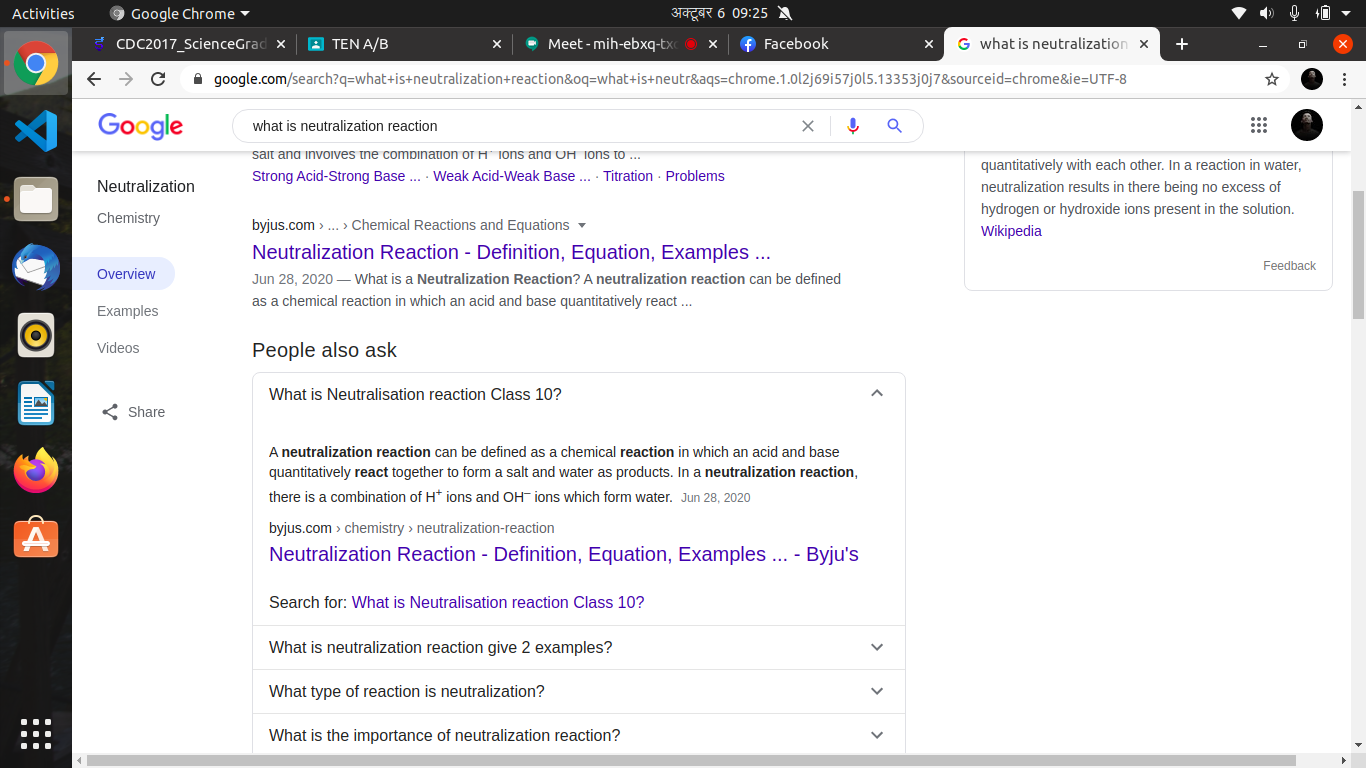 Activities
Google Chrome
अक्टूबर 6 09:25
CDC2017_ScienceGrad
TEN A/B
Meet - mih-ebxq-txc
Facebook
what is neutralization
google.com/search?q=what+is+neutralization+reaction&oq=what+is+neutr&aqs=chrome.1.0l2j69i57j0l5.13353j0j7&sourceid=chrome&ie=UTF-8
Google
what is neutralization reaction
salt and involves the combination of H+ ions and OH– ions to ...
Strong Acid-Strong Base ... · Weak Acid-Weak Base ... · Titration · Problems
Neutralization
Chemistry
Overview
Examples
Videos
Share
byjus.com › ... › Chemical Reactions and Equations
Neutralization Reaction - Definition, Equation, Examples ...
Jun 28, 2020 — What is a Neutralization Reaction? A neutralization reaction can be defined
as a chemical reaction in which an acid and base quantitatively react ...
People also ask
What is Neutralisation reaction Class 10?
A neutralization reaction can be defined as a chemical reaction in which an acid and base
quantitatively react together to form a salt and water as products. In a neutralization reaction,
there is a combination of H+ ions and OH– ions which form water. Jun 28, 2020
byjus.com › chemistry › neutralization-reaction
Neutralization Reaction - Definition, Equation, Examples ... - Byju's
Search for: What is Neutralisation reaction Class 10?
What is neutralization reaction give 2 examples?
What type of reaction is neutralization?
What is the importance of neutralization reaction?
quantitatively with each other. In a reaction in water,
neutralization results in there being no excess of
hydrogen or hydroxide ions present in the solution.
Wikipedia
Feedback